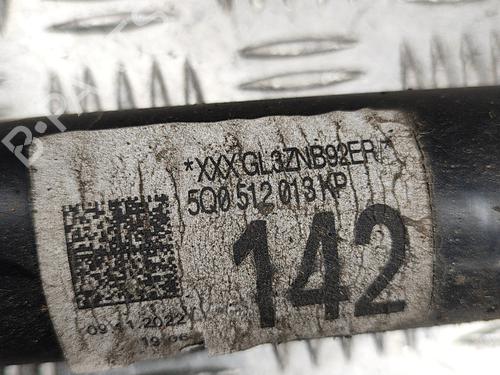 *XXX GL3ZNB92ER*
5Q0 512 013 KP
142
09.11.2022